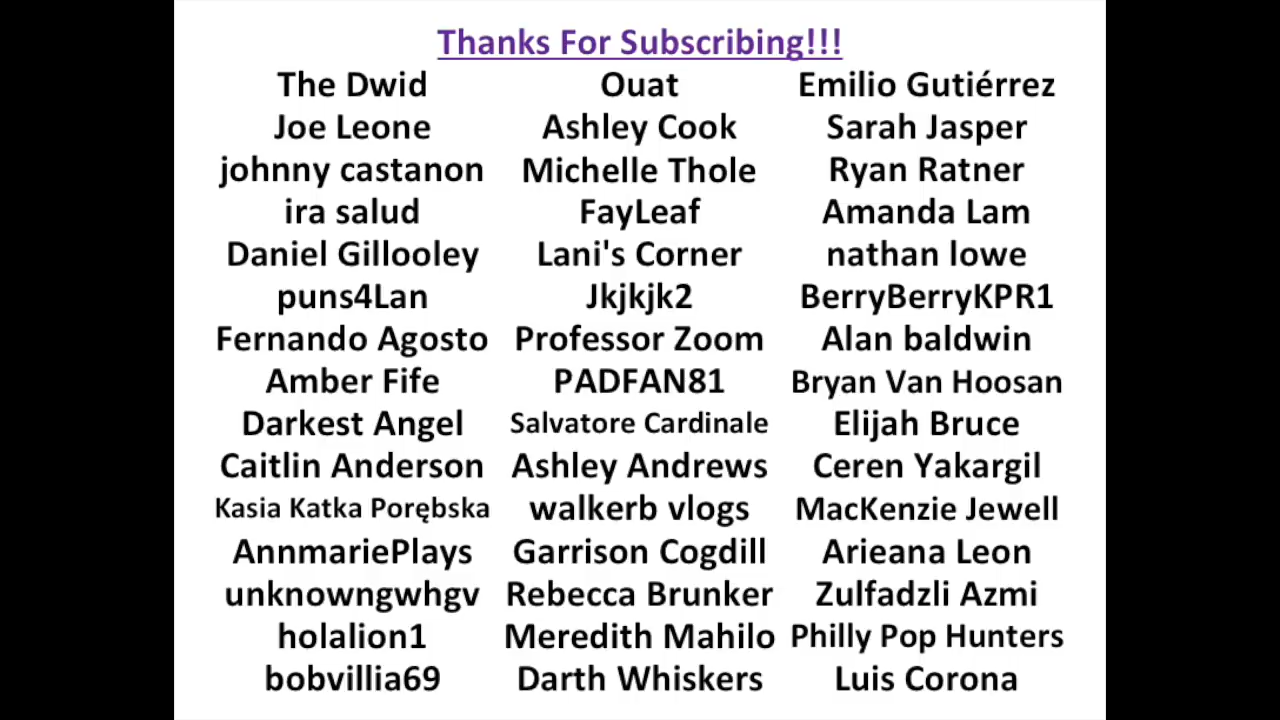 Thanks For Subscribing!!!
The Dwid Ouat Emilio Gutiérrez
Joe Leone Ashley Cook Sarah Jasper
johnny castanon Michelle Thole Ryan Ratner
ira salud FayLeaf Amanda Lam
Daniel Gillooley Lani's Corner nathan lowe
puns4Lan Jkjkjk2 BerryBerryKPR1
Fernando Agosto Professor Zoom Alan baldwin
Amber Fife PADFAN81 Bryan Van Hoosan
Darkest Angel Salvatore Cardinale Elijah Bruce
Caitlin Anderson Ashley Andrews Ceren Yakargil
Kasia Katka Porębska walkerb vlogs MacKenzie Jewell
AnnmariePlays Garrison Cogdill Arieana Leon
unknowngwhgv Rebecca Brunker Zulfadzli Azmi
holalion1 Meredith Mahilo Philly Pop Hunters
bobvillia69 Darth Whiskers Luis Corona